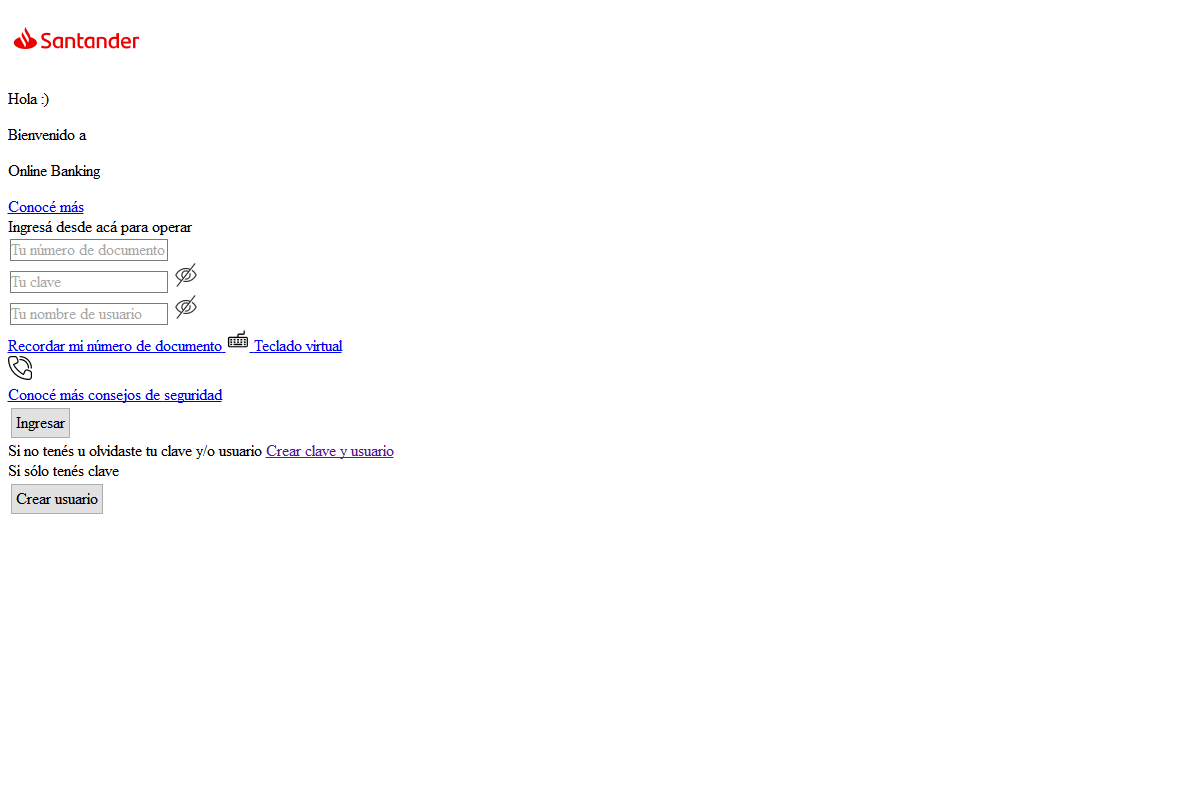 Santander
Hola :)
Bienvenido a
Online Banking
Conocé más
Ingresá desde acá para operar
Tu número de documento
Tu clave
Tu nombre de usuario
Recordar mi número de documento Teclado virtual
Conocé más consejos de seguridad
Ingresar
Si no tenés u olvidaste tu clave y/o usuario Crear clave y usuario
Si sólo tenés clave
Crear usuario